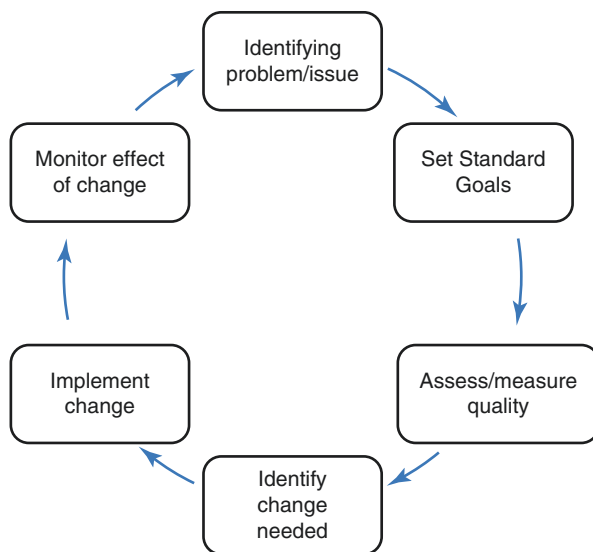 Identifying
problem/issue
Set Standard
Goals
Assess/measure
quality
Identify
change
needed
Implement
change
Monitor effect
of change